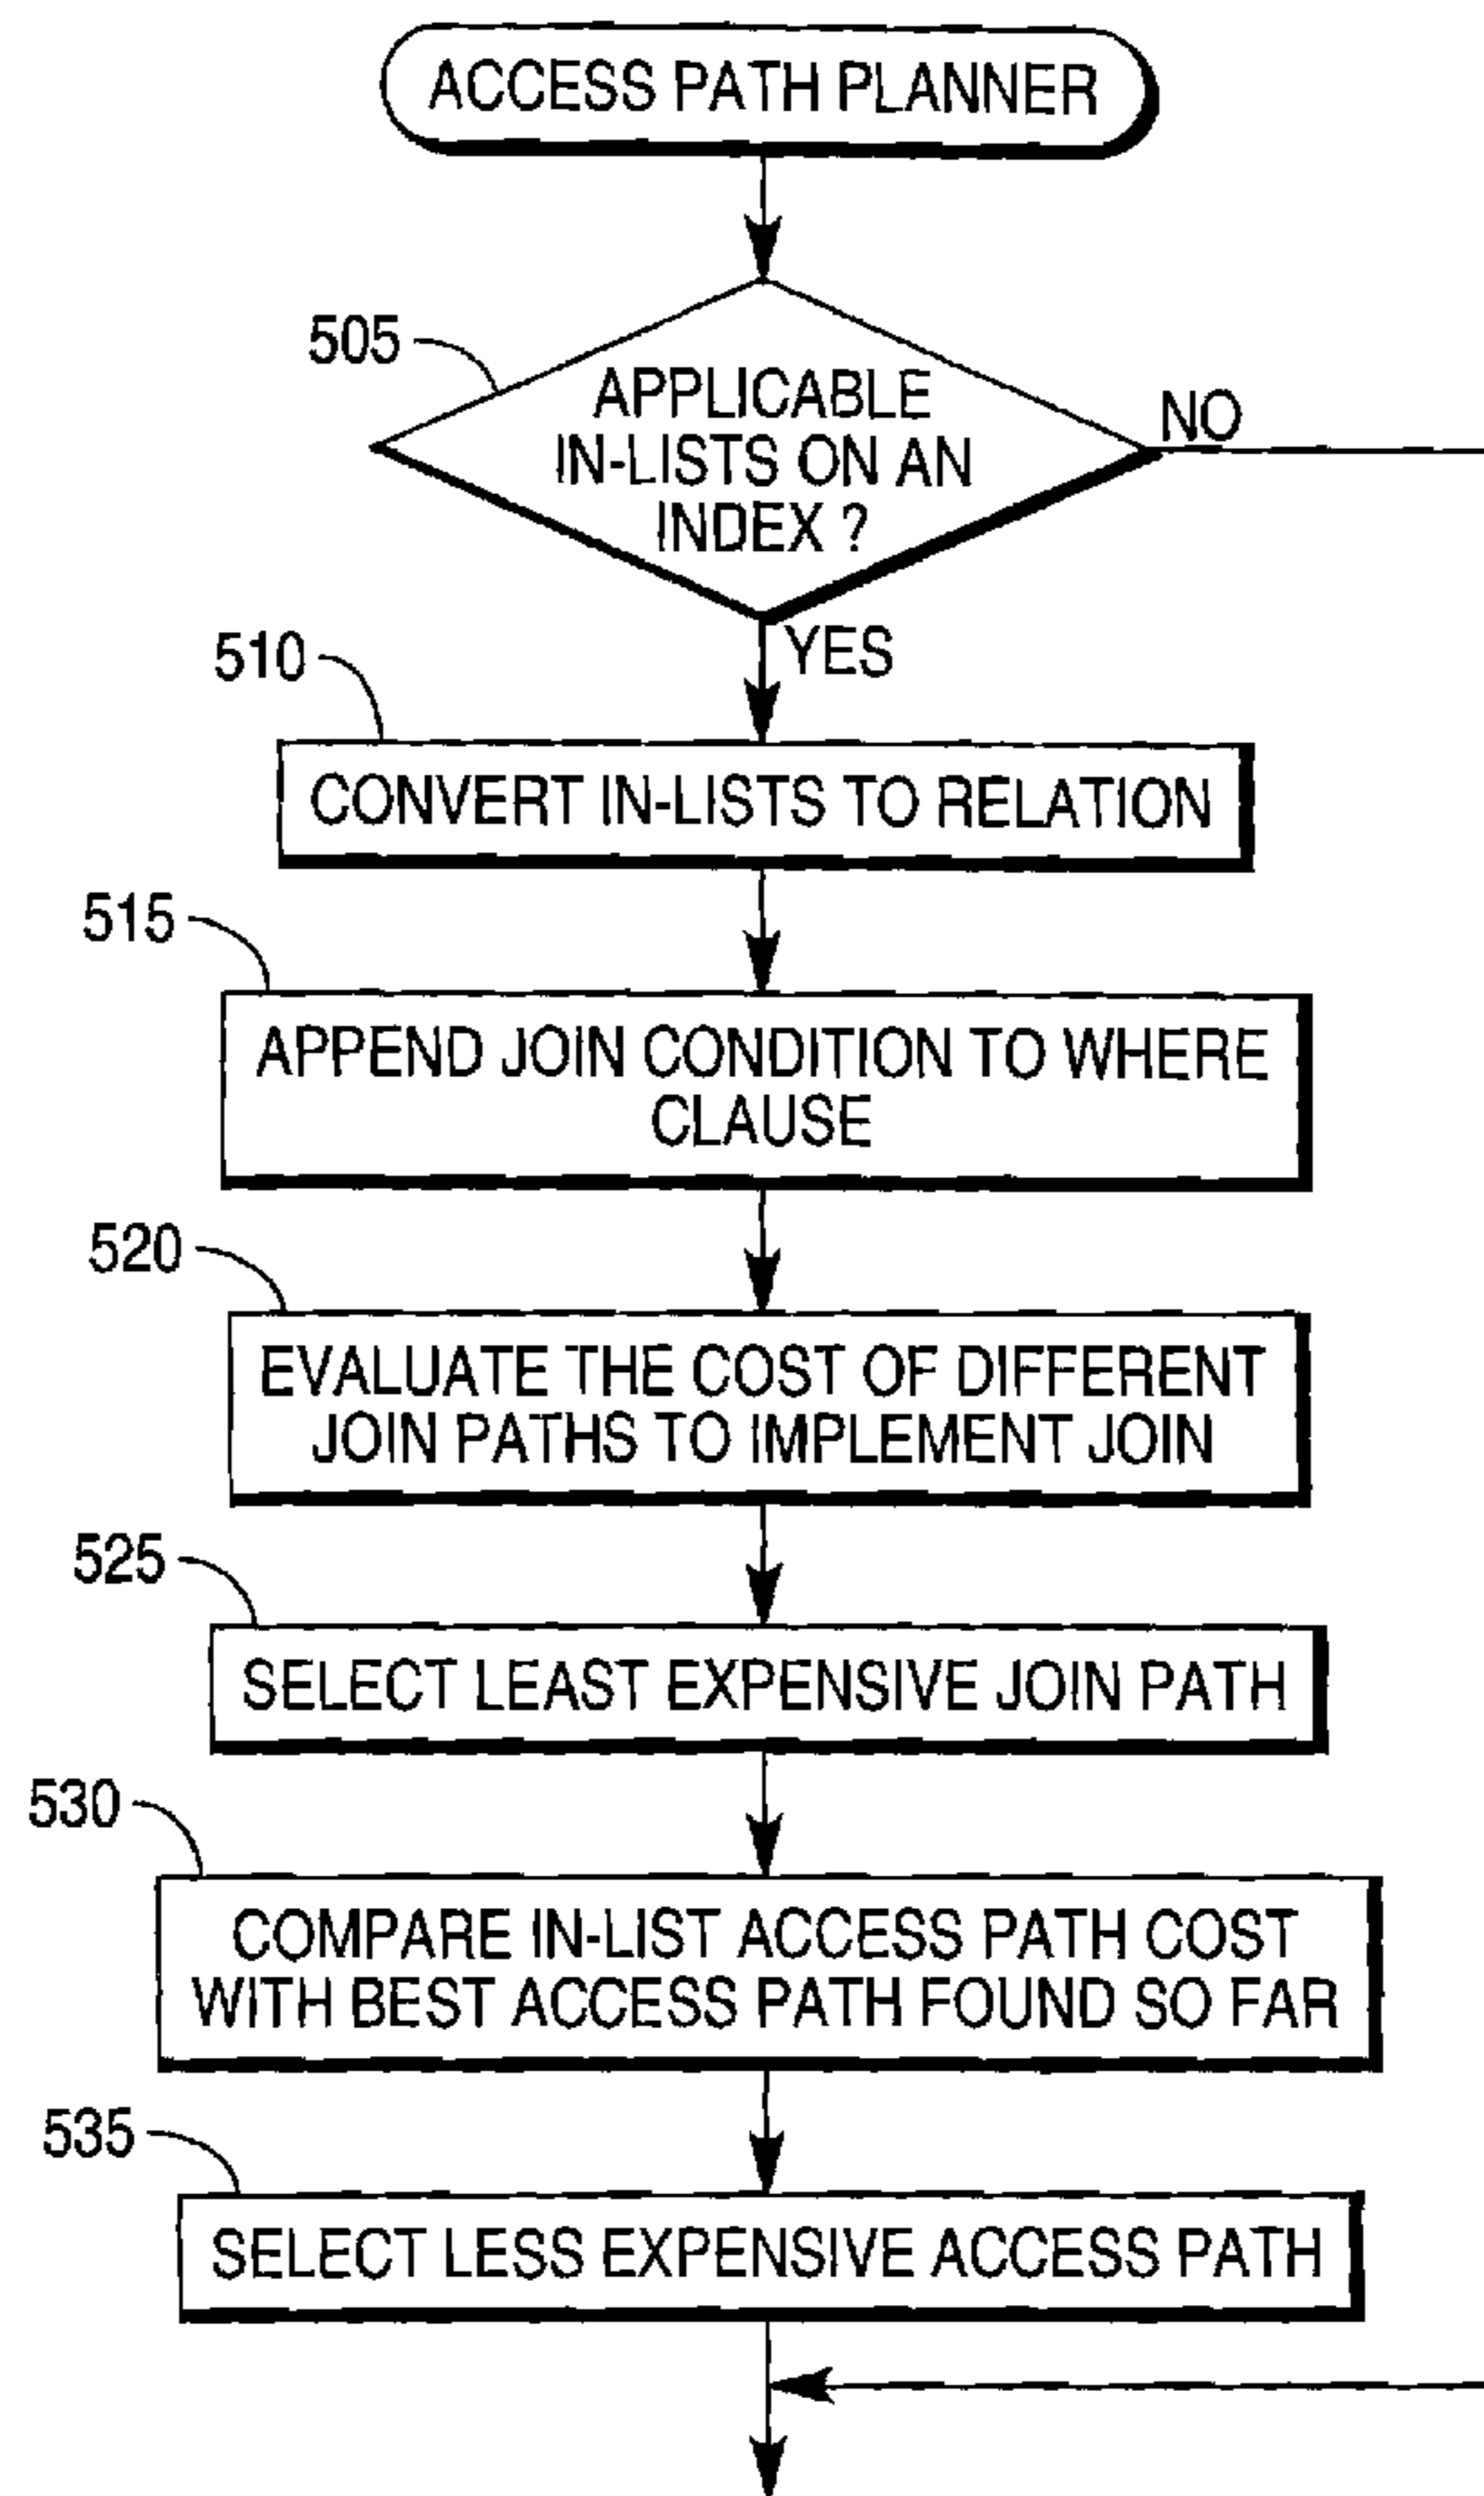 ACCESS PATH PLANNER
505
APPLICABLE
IN-LISTS ON AN
INDEX ?
NO
YES
510
CONVERT IN-LISTS TO RELATION
515
APPEND JOIN CONDITION TO WHERE
CLAUSE
520
EVALUATE THE COST OF DIFFERENT
JOIN PATHS TO IMPLEMENT JOIN
525
SELECT LEAST EXPENSIVE JOIN PATH
530
COMPARE IN-LIST ACCESS PATH COST
WITH BEST ACCESS PATH FOUND SO FAR
535
SELECT LESS EXPENSIVE ACCESS PATH